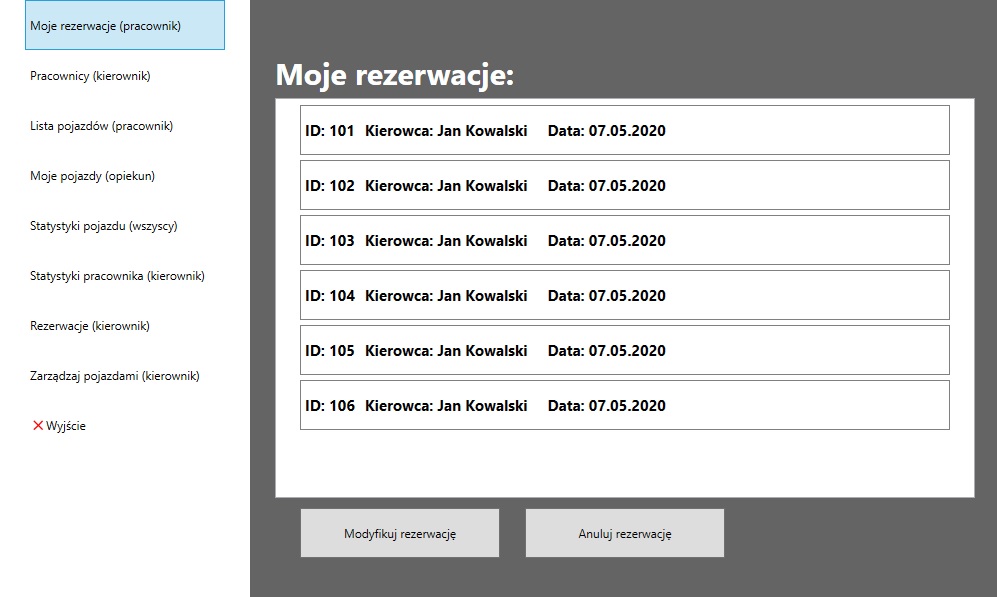 Moje rezerwacje (pracownik)
Pracownicy (kierownik)
Lista pojazdów (pracownik)
Moje pojazdy (opiekun)
Statystyki pojazdu (wszyscy)
Statystyki pracownika (kierownik)
Rezerwacje (kierownik)
Zarządzaj pojazdami (kierownik)
Wyjście
Moje rezerwacje:
ID: 101 Kierowca: Jan Kowalski Data: 07.05.2020
ID: 102 Kierowca: Jan Kowalski Data: 07.05.2020
ID: 103 Kierowca: Jan Kowalski Data: 07.05.2020
ID: 104 Kierowca: Jan Kowalski Data: 07.05.2020
ID: 105 Kierowca: Jan Kowalski Data: 07.05.2020
ID: 106 Kierowca: Jan Kowalski Data: 07.05.2020
Modyfikuj rezerwację
Anuluj rezerwację